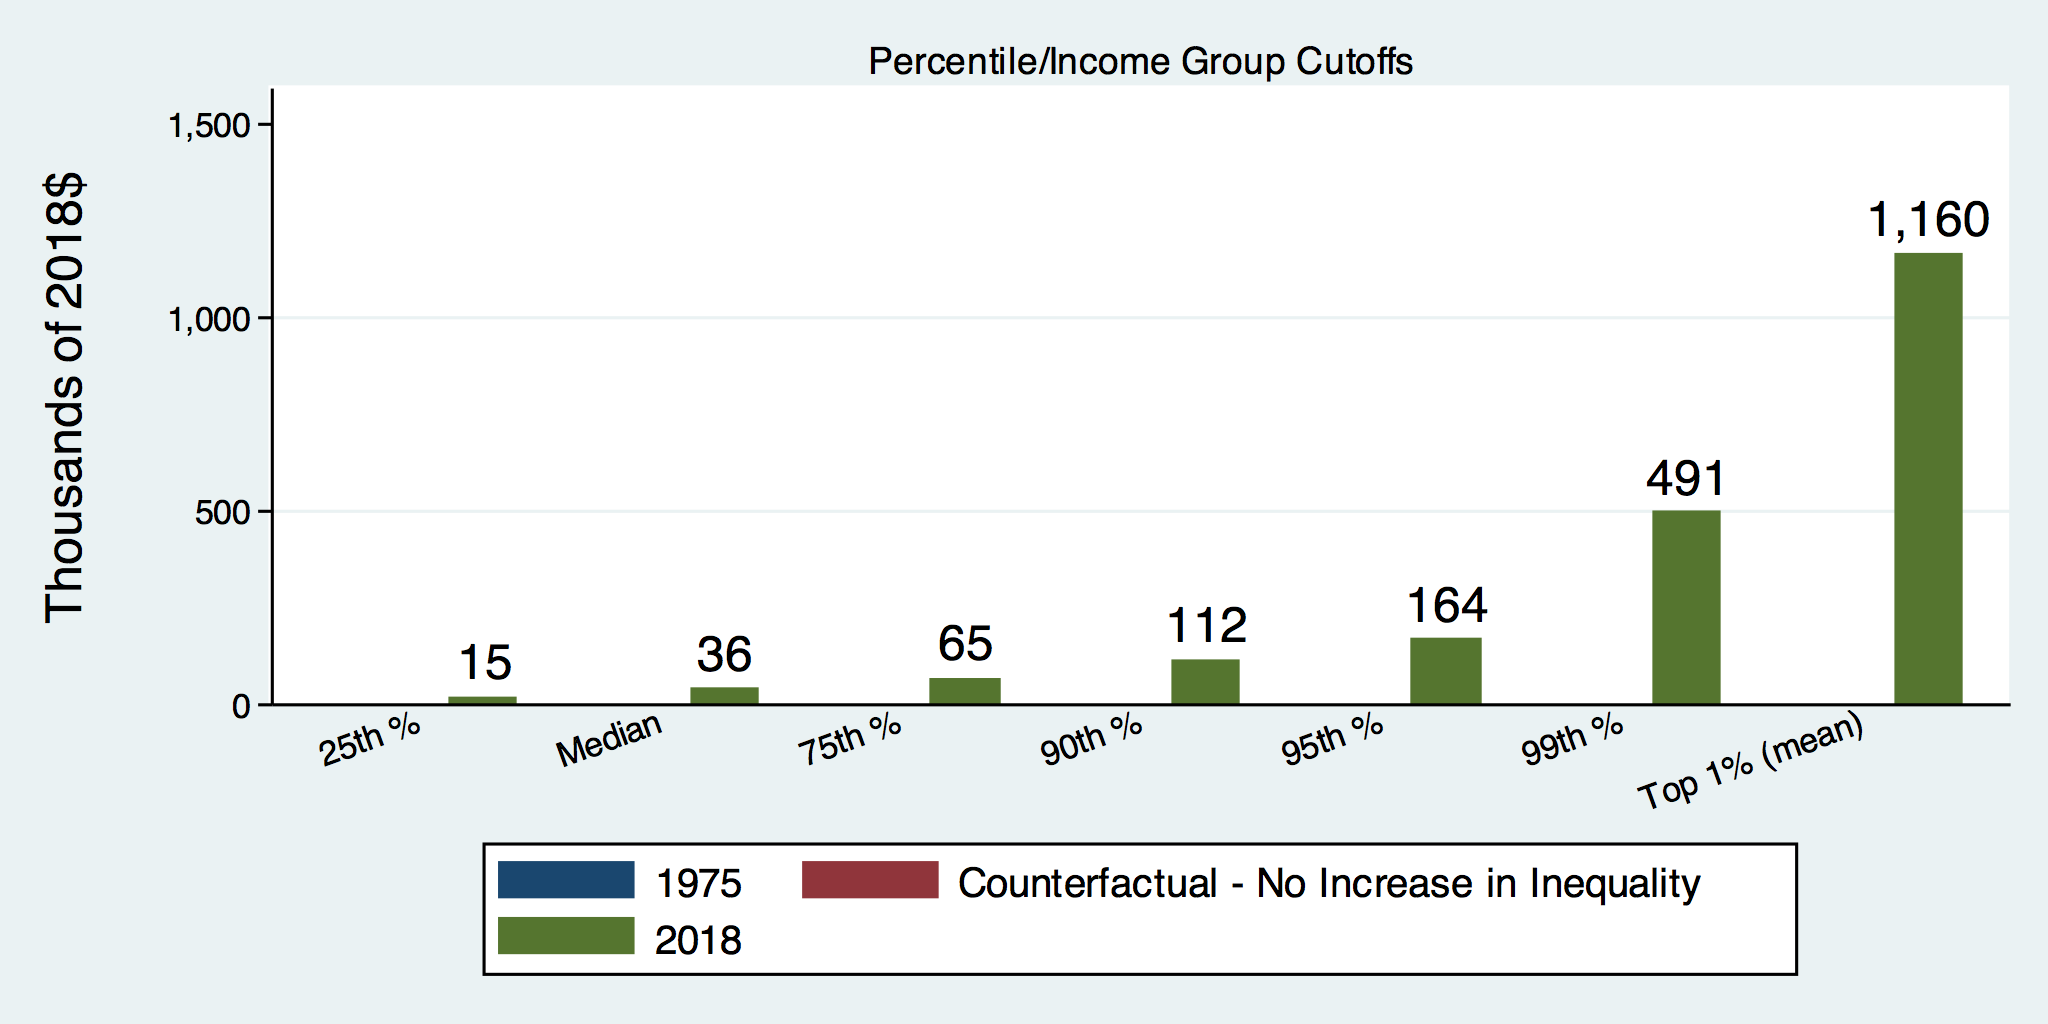 Percentile/Income Group Cutoffs
Thousands of 2018$
1,500
1,000
500
0
15
36
65
112
164
491
1,160
25th %
Median
75th %
90th %
95th %
99th %
Top 1% (mean)
1975
Counterfactual - No Increase in Inequality
2018